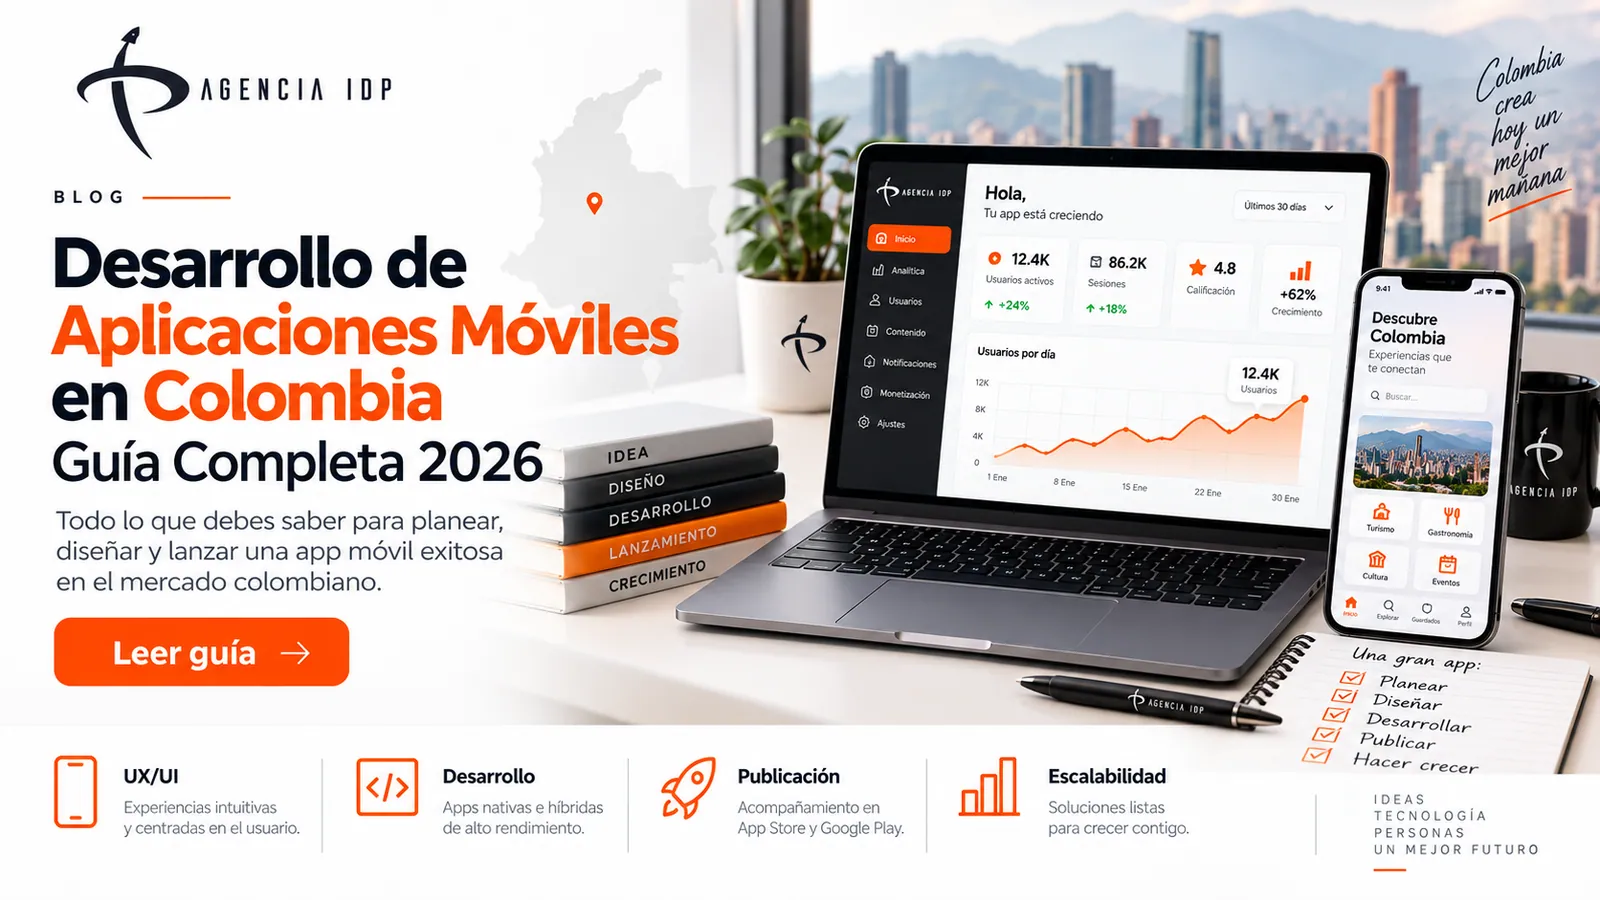 AGENCIA IDP
BLOG
Desarrollo de
Aplicaciones Móviles
en Colombia
Guía Completa 2026
Todo lo que debes saber para planear,
diseñar y lanzar una app móvil exitosa
en el mercado colombiano.
Leer guía
IDEA
DISEÑO
DESARROLLO
LANZAMIENTO
CRECIMIENTO
Colombia
crea
hoy un
mejor
mañana
AGENCIA IDP
Inicio
Analítica
Usuarios
Contenido
Notificaciones
Monetización
Ajustes
Hola,
Tu app está creciendo
Últimos 30 días
12.4K
Usuarios activos
+24%
86.2K
Sesiones
+18%
4.8
Calificación
+62%
Crecimiento
Usuarios por día
12.4K
Usuarios
12K
8K
4K
0
1 Ene
8 Ene
15 Ene
22 Ene
30 Ene
9.41
Descubre
Colombia
Experiencias que
te conectan
Buscar...
Turismo
Gastronomía
Cultura
Eventos
Inicio
Explorar
Guardados
Perfil
AGENCIA IDP
AGENCIA IDP
Una gran app:
Planear
Diseñar
Desarrollar
Publicar
Hacer crecer
UX/UI
Experiencias intuitivas
y centradas en el usuario.
</>
Desarrollo
Apps nativas e híbridas
de alto rendimiento.
Publicación
Acompañamiento en
App Store y Google Play.
Escalabilidad
Soluciones listas
para crecer contigo.
IDEAS
TECNOLOGÍA
PERSONAS
UN MEJOR FUTURO